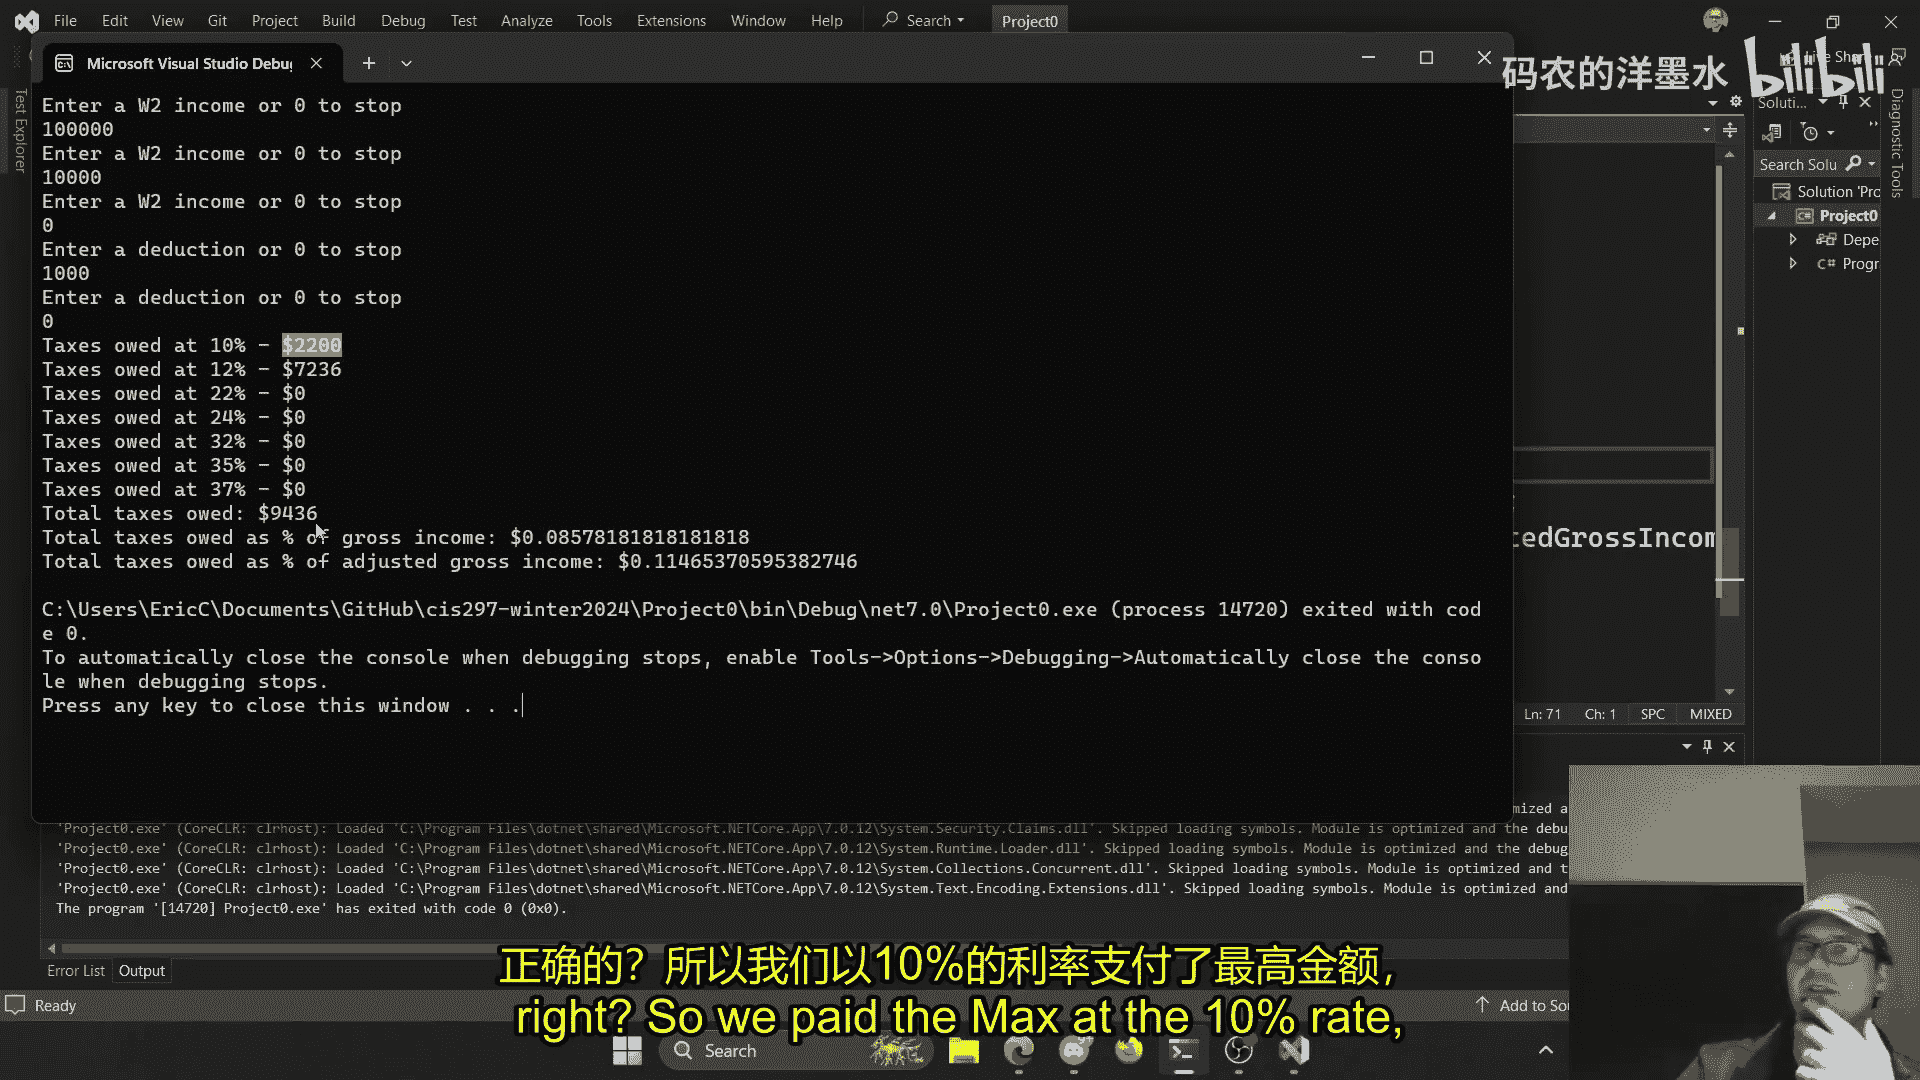 File Edit View Git Project Build Debug Test Analyze Tools Extensions Window Help Search Project0
Microsoft Visual Studio Debu
码农的洋墨水 bilibili
Live Share
Test Explorer
Enter a W2 income or 0 to stop
100000
Enter a W2 income or 0 to stop
10000
Enter a W2 income or 0 to stop
0
Enter a deduction or 0 to stop
1000
Enter a deduction or 0 to stop
0
Taxes owed at 10% - $2200
Taxes owed at 12% - $7236
Taxes owed at 22% - $0
Taxes owed at 24% - $0
Taxes owed at 32% - $0
Taxes owed at 35% - $0
Taxes owed at 37% - $0
Total taxes owed: $9436
Total taxes owed as % of gross income: $0.08578181818181818
Total taxes owed as % of adjusted gross income: $0.11465370595382746
C:\Users\EricC\Documents\GitHub\cis297-winter2024\Project0\bin\Debug\net7.0\Project0.exe (process 14720) exited with cod
e 0.
To automatically close the console when debugging stops, enable Tools->Options->Debugging->Automatically close the conso
le when debugging stops.
Press any key to close this window . . .
Soluti...
Search Solu
Solution 'Pro
Project0
Depe
Progr
Diagnostic Tools
tedGrossIncom
Ln: 71 Ch: 1 SPC MIXED
mized a
'Project0.exe' (CoreCLR: clrhost): Loaded 'C:\Program Files\dotnet\shared\Microsoft.NETCore.App\7.0.12\System.Security.Claims.dll'. Skipped loading symbols. Module is optimized and the debu
'Project0.exe' (CoreCLR: clrhost): Loaded 'C:\Program Files\dotnet\shared\Microsoft.NETCore.App\7.0.12\System.Runtime.Loader.dll'. Skipped loading symbols. Module is optimized and the debug
'Project0.exe' (CoreCLR: clrhost): Loaded 'C:\Program Files\dotnet\shared\Microsoft.NETCore.App\7.0.12\System.Collections.Concurrent.dll'. Skipped loading symbols. Module is optimized and t
'Project0.exe' (CoreCLR: clrhost): Loaded 'C:\Program Files\dotnet\shared\Microsoft.NETCore.App\7.0.12\System.Text.Encoding.Extensions.dll'. Skipped loading symbols. Module is optimized and
The program '[14720] Project0.exe' has exited with code 0 (0x0).
Error List Output
正确的？所以我们以10%的利率支付了最高金额，
right? So we paid the Max at the 10% rate,
Ready
Add to Sou
Search